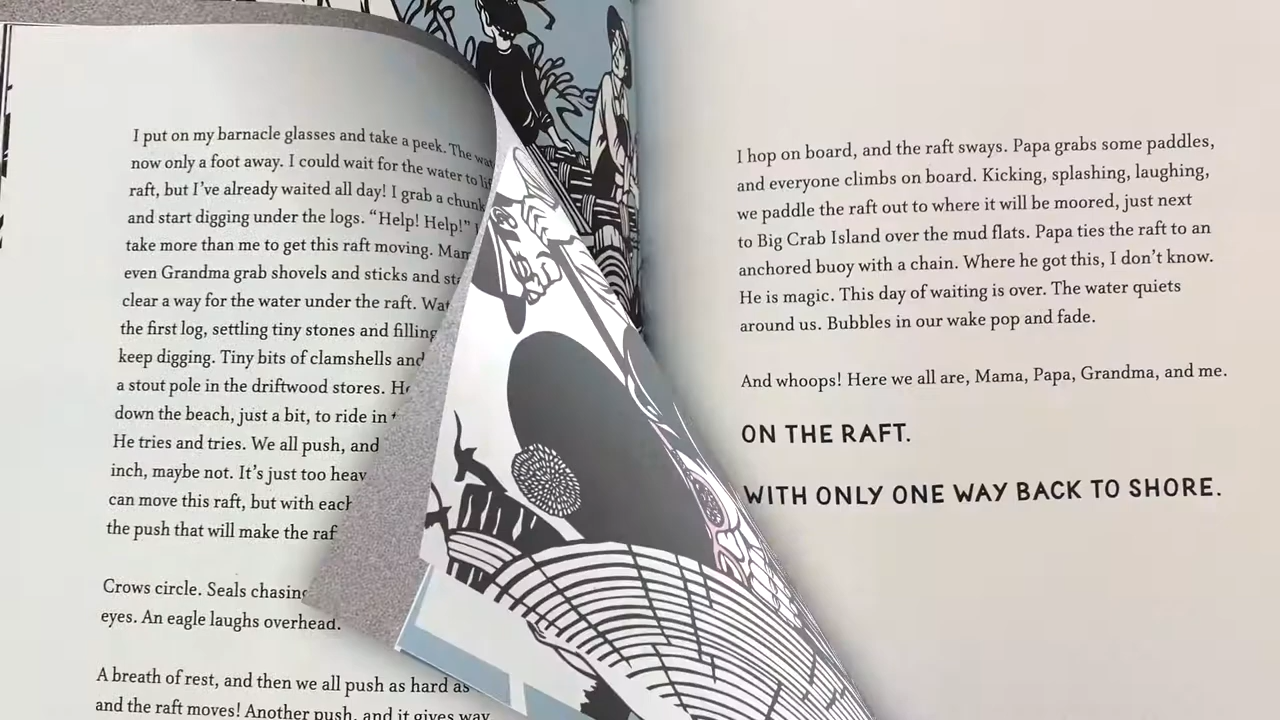 I put on my barnacle glasses and take a peek. The
now only a foot away. I could wait for the water to
raft, but I've already waited all day! I grab a chunk
and start digging under the logs. “Help! Help!”
take more than me to get this raft moving.
even Grandma grab shovels and sticks and
clear a way for the water under the raft.
the first log, settling tiny stones and filling
keep digging. Tiny bits of clamshells and
a stout pole in the driftwood stores.
down the beach, just a bit, to ride in
He tries and tries. We all push, and
inch, maybe not. It's just too
can move this raft, but with each
the push that will make the
Crows circle. Seals chasing
eyes. An eagle laughs overhead.
A breath of rest, and then we all push as hard as
and the raft moves! Another push, and it gives way
I hop on board, and the raft sways. Papa grabs some paddles,
and everyone climbs on board. Kicking, splashing, laughing,
we paddle the raft out to where it will be moored, just next
to Big Crab Island over the mud flats. Papa ties the raft to an
anchored buoy with a chain. Where he got this, I don't know.
He is magic. This day of waiting is over. The water quiets
around us. Bubbles in our wake pop and fade.
And whoops! Here we all are, Mama, Papa, Grandma, and me.
ON THE RAFT.
WITH ONLY ONE WAY BACK TO SHORE.